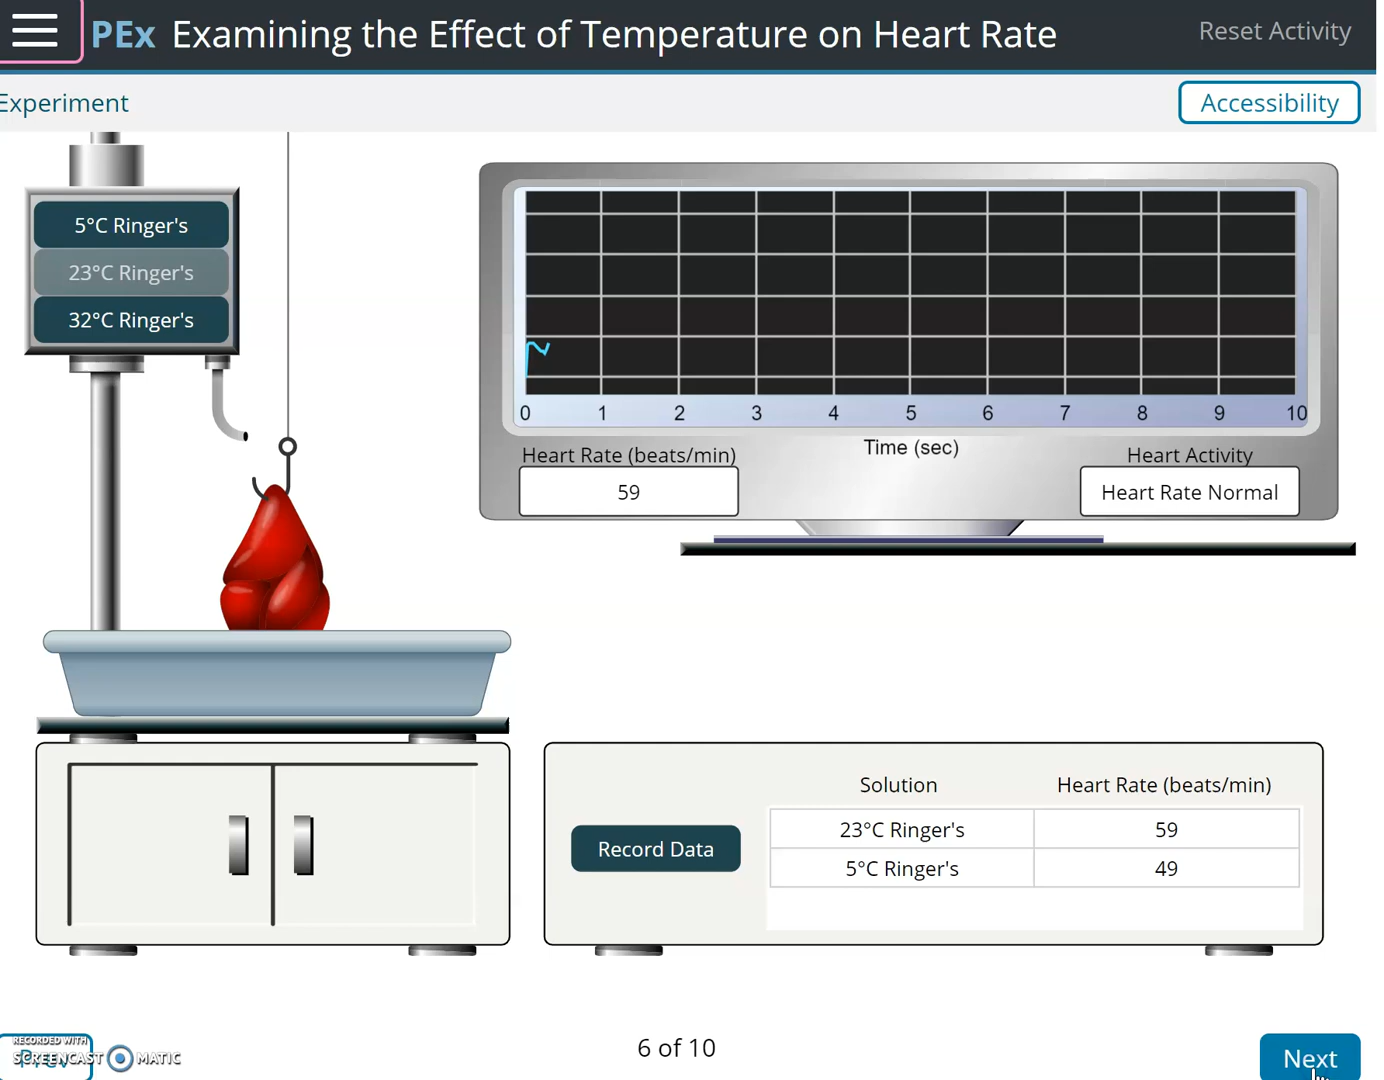 PEx Examining the Effect of Temperature on Heart Rate
Reset Activity
Experiment
Accessibility
5°C Ringer's
23°C Ringer's
32°C Ringer's
0 1 2 3 4 5 6 7 8 9 10
Time (sec)
Heart Rate (beats/min)
59
Heart Activity
Heart Rate Normal
Record Data
Solution Heart Rate (beats/min)
23°C Ringer's 59
5°C Ringer's 49
Prev
RECORDED WITH
SCREENCAST MATIC
6 of 10
Next